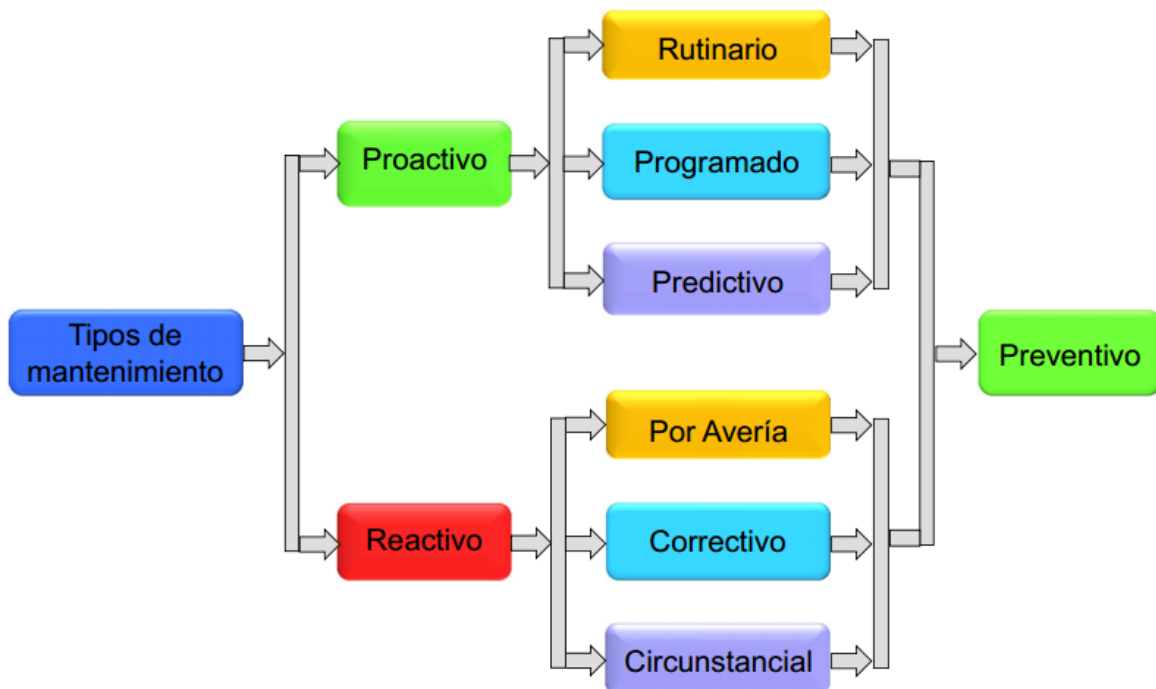 Tipos de
mantenimiento
Proactivo
Reactivo
Rutinario
Programado
Predictivo
Por Avería
Correctivo
Circunstancial
Preventivo